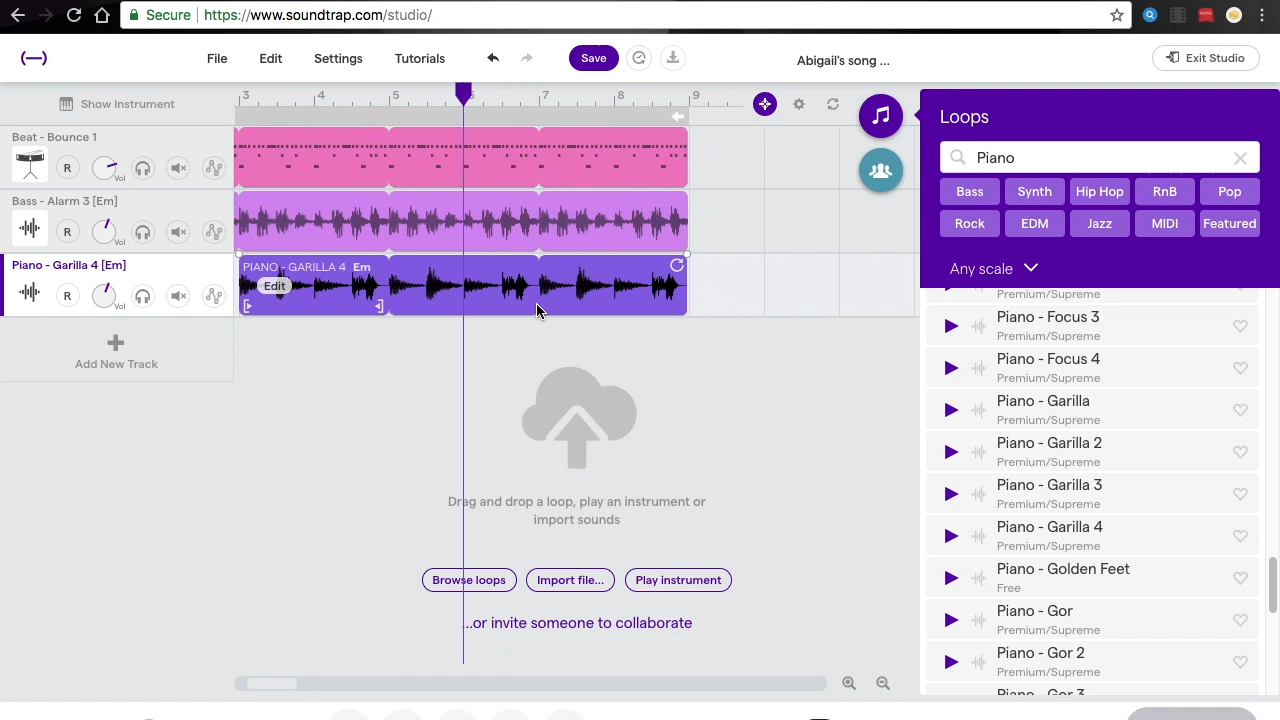 Secure
https://www.soundtrap.com/studio/
File
Edit
Settings
Tutorials
Save
Abigail's song ...
Exit Studio
Show Instrument
3
4
5
7
8
9
Beat - Bounce 1
R
Vol
Bass - Alarm 3 [Em]
R
Vol
Piano - Garilla 4 [Em]
R
Vol
PIANO - GARILLA 4 Em
Edit
Add New Track
Drag and drop a loop, play an instrument or
import sounds
Browse loops
Import file...
Play instrument
...or invite someone to collaborate
Loops
Piano
Bass
Synth
Hip Hop
RnB
Pop
Rock
EDM
Jazz
MIDI
Featured
Any scale
Premium/Supreme
Piano - Focus 3
Premium/Supreme
Piano - Focus 4
Premium/Supreme
Piano - Garilla
Premium/Supreme
Piano - Garilla 2
Premium/Supreme
Piano - Garilla 3
Premium/Supreme
Piano - Garilla 4
Premium/Supreme
Piano - Golden Feet
Free
Piano - Gor
Premium/Supreme
Piano - Gor 2
Premium/Supreme
Piano - Gor 3